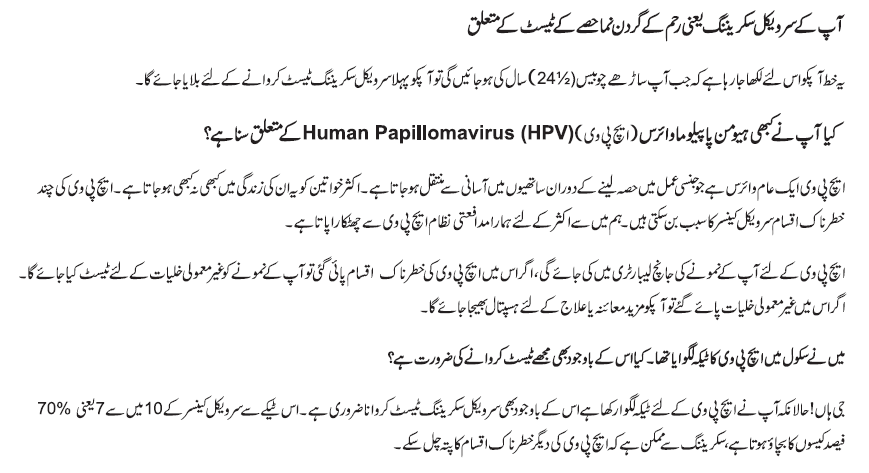 آپ کے سرویکل سکریننگ یعنی رحم کے گردن نما حصے کے ٹیسٹ کے متعلق
یہ خط آپکو اس لئے لکھا جا رہا ہے کہ جب آپ ساڑھے چوبیس (24½) سال کی ہو جائیں گی تو آپکو پہلا سرویکل سکریننگ ٹیسٹ کروانے کے لئے بلایا جائے گا۔
کیا آپ نے کبھی ہیومن پاپیلوما وائرس (ایچ پی وی) Human Papillomavirus (HPV) کے متعلق سنا ہے؟
ایچ پی وی ایک عام وائرس ہے جو جنسی عمل میں حصہ لینے کے دوران ساتھیوں میں آسانی سے منتقل ہو جاتا ہے۔ اکثر خواتین کو یہ ان کی زندگی میں کبھی نہ کبھی ہو جاتا ہے۔ ایچ پی وی کی چند
خطرناک اقسام سرویکل کینسر کا سبب بن سکتی ہیں۔ ہم میں سے اکثر کے لئے ہمارا مدافعتی نظام ایچ پی وی سے چھٹکارا پاتا ہے۔
ایچ پی وی کے لئے آپ کے نمونے کی جانچ لیبارٹری میں کی جائے گی، اگر اس میں ایچ پی وی کی خطرناک اقسام پائی گئی تو آپ کے نمونے کو غیر معمولی خلیات کے لئے ٹیسٹ کیا جائے گا۔
اگر اس میں غیر معمولی خلیات پائے گئے تو آپکو مزید معائنہ یا علاج کے لئے ہسپتال بھیجا جائے گا۔
میں نے سکول میں ایچ پی وی کا ٹیکہ لگوایا تھا۔ کیا اس کے باوجود بھی مجھے ٹیسٹ کروانے کی ضرورت ہے؟
جی ہاں! حالانکہ آپ نے ایچ پی وی کے لئے ٹیکہ لگوا رکھا ہے اس کے باوجود بھی سرویکل سکریننگ ٹیسٹ کروانا ضروری ہے۔ اس ٹیکے سے سرویکل کینسر کے 10 میں سے 7 یعنی 70%
فیصد کیسوں کا بچاؤ ہوتا ہے، سکریننگ سے ممکن ہے کہ ایچ پی وی کی دیگر خطرناک اقسام کا پتہ چل سکے۔